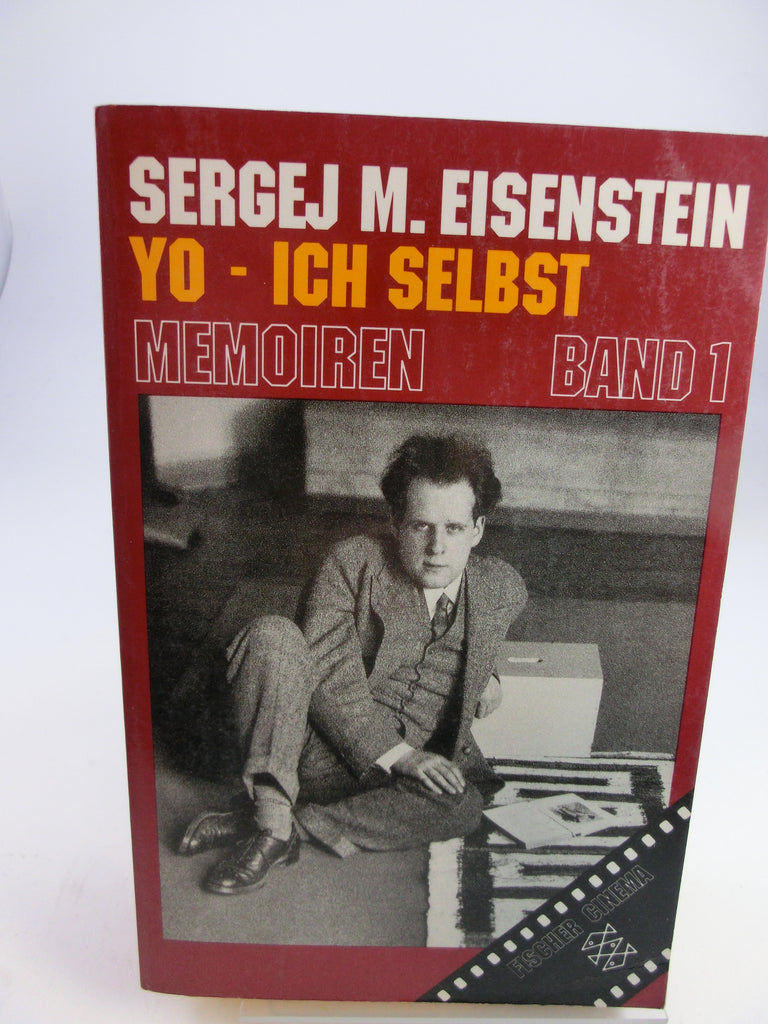 SERGEJ M. EISENSTEIN
YO - ICH SELBST
MEMOIREN BAND 1
FISCHER CINEMA